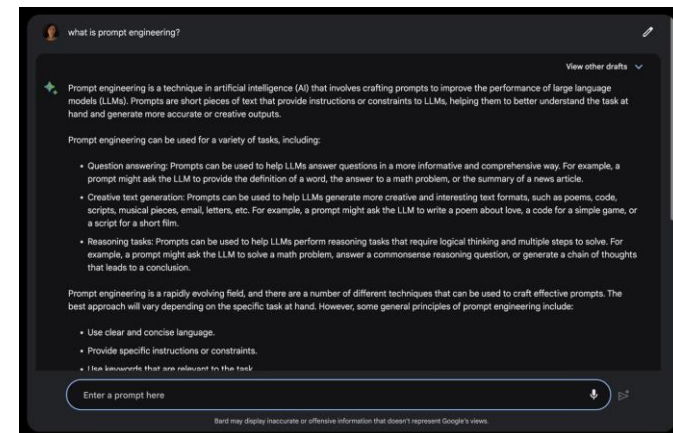 what is prompt engineering?
View other drafts
Prompt engineering is a technique in artificial intelligence (AI) that involves crafting prompts to improve the performance of large language
models (LLMs). Prompts are short pieces of text that provide instructions or constraints to LLMs, helping them to better understand the task at
hand and generate more accurate or creative outputs.
Prompt engineering can be used for a variety of tasks, including:
• Question answering: Prompts can be used to help LLMs answer questions in a more informative and comprehensive way. For example, a
prompt might ask the LLM to provide the definition of a word, the answer to a math problem, or the summary of a news article.
• Creative text generation: Prompts can be used to help LLMs generate more creative and interesting text formats, such as poems, code,
scripts, musical pieces, email, letters, etc. For example, a prompt might ask the LLM to write a poem about love, a code for a simple game, or
a script for a short film.
• Reasoning tasks: Prompts can be used to help LLMs perform reasoning tasks that require logical thinking and multiple steps to solve. For
example, a prompt might ask the LLM to solve a math problem, answer a commonsense reasoning question, or generate a chain of thoughts
that leads to a conclusion.
Prompt engineering is a rapidly evolving field, and there are a number of different techniques that can be used to craft effective prompts. The
best approach will vary depending on the specific task at hand. However, some general principles of prompt engineering include:
• Use clear and concise language.
• Provide specific instructions or constraints.
• Use keywords that are relevant to the task
Enter a prompt here
Bard may display inaccurate or offensive information that doesn't represent Google's views.